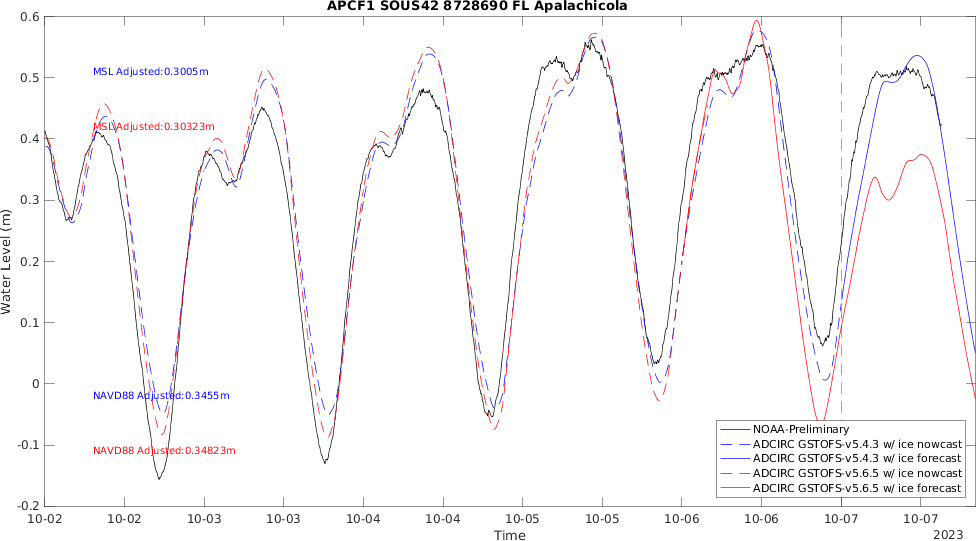 APCF1 SOUS42 8728690 FL Apalachicola
0.6
0.5
0.4
0.3
0.2
0.1
0
-0.1
-0.2
Water Level (m)
MSL Adjusted:0.3005m
MSL Adjusted:0.30323m
NAVD88 Adjusted:0.3455m
NAVD88 Adjusted:0.34823m
NOAA-Preliminary
ADCIRC GSTOFS-v5.4.3 w/ ice nowcast
ADCIRC GSTOFS-v5.4.3 w/ ice forecast
ADCIRC GSTOFS-v5.6.5 w/ ice nowcast
ADCIRC GSTOFS-v5.6.5 w/ ice forecast
10-02 10-02 10-03 10-03 10-04 10-04 10-05 10-05 10-06 10-06 10-07 10-07
Time
2023